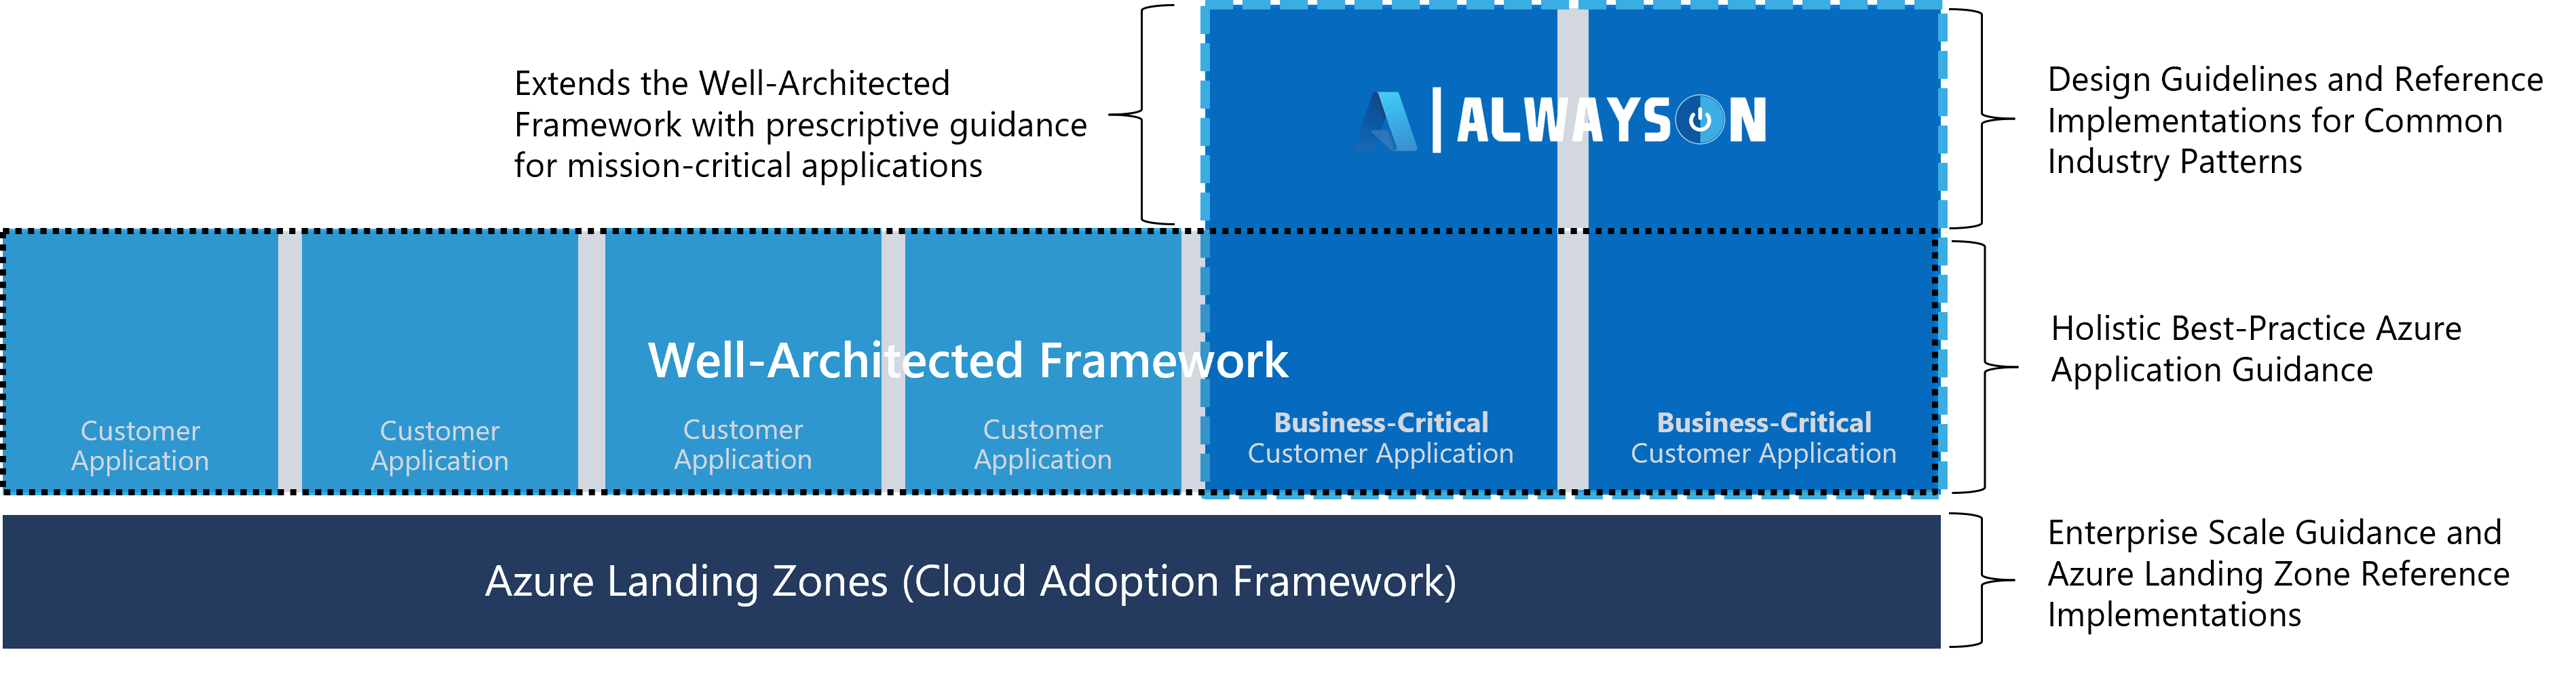 Extends the Well-Architected
Framework with prescriptive guidance
for mission-critical applications
ALWAYSON
Design Guidelines and Reference
Implementations for Common
Industry Patterns
Well-Architected Framework
Customer
Application
Customer
Application
Customer
Application
Customer
Application
Business-Critical
Customer Application
Business-Critical
Customer Application
Holistic Best-Practice Azure
Application Guidance
Azure Landing Zones (Cloud Adoption Framework)
Enterprise Scale Guidance and
Azure Landing Zone Reference
Implementations